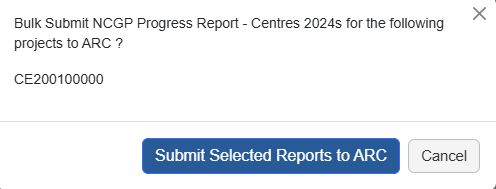 Bulk Submit NCGP Progress Report - Centres 2024s for the following
projects to ARC ?
CE200100000
Submit Selected Reports to ARC
Cancel